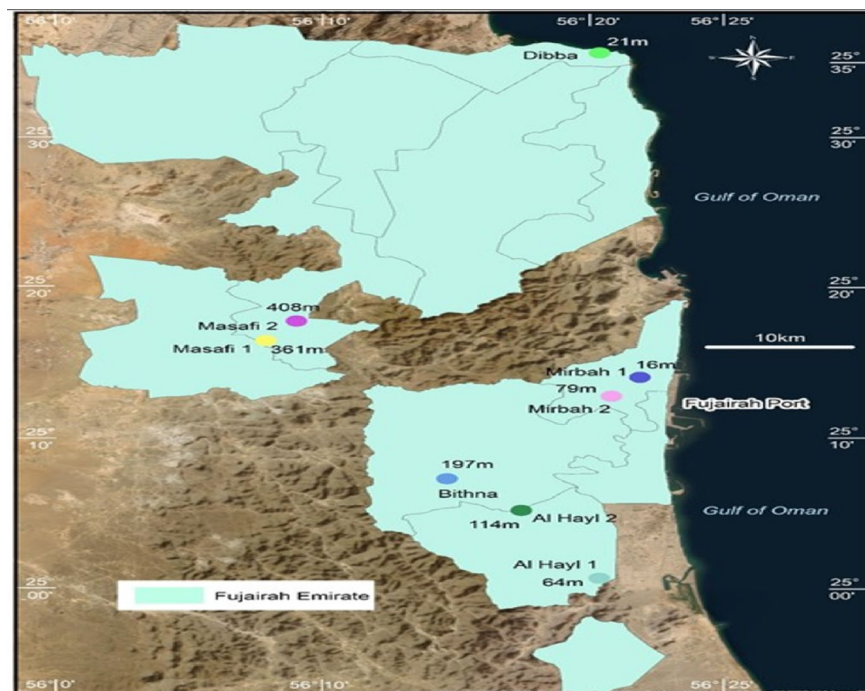 56° 0'
56° 10'
56° 20'
56° 25'
21m
Dibba
25°
35'
25°
30'
25°
30'
Gulf of Oman
25°
20'
25°
20'
408m
Masafi 2
Masafi 1
361m
10km
16m
Mirbah 1
79m
Mirbah 2
Fujairah Port
25°
10'
25°
10'
197m
Bithna
Gulf of Oman
114m
Al Hayl 2
Al Hayl 1
64m
25°
00'
25°
00'
Fujairah Emirate
56° 0'
56° 10'
56° 25'